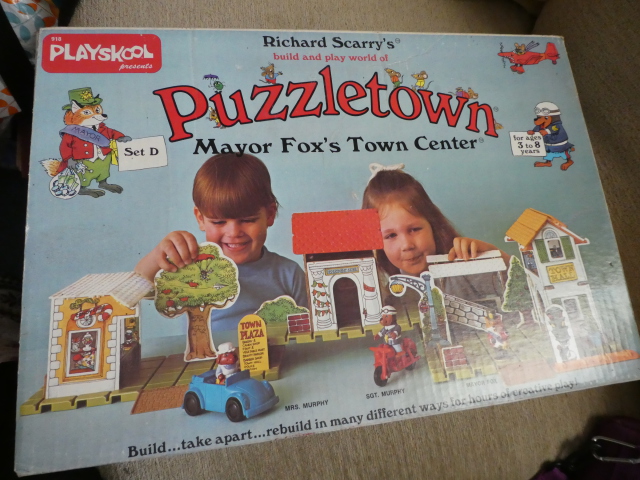 918
PLAYSKOOL
presents
Richard Scarry's®
build and play world of
Puzzletown®
Mayor Fox's Town Center®
MAYOR
Set D
for ages
3 to 8
years
TOWN
PLAZA
MRS. MURPHY
SGT. MURPHY
Build...take apart...rebuild in many different ways for hours of creative play!